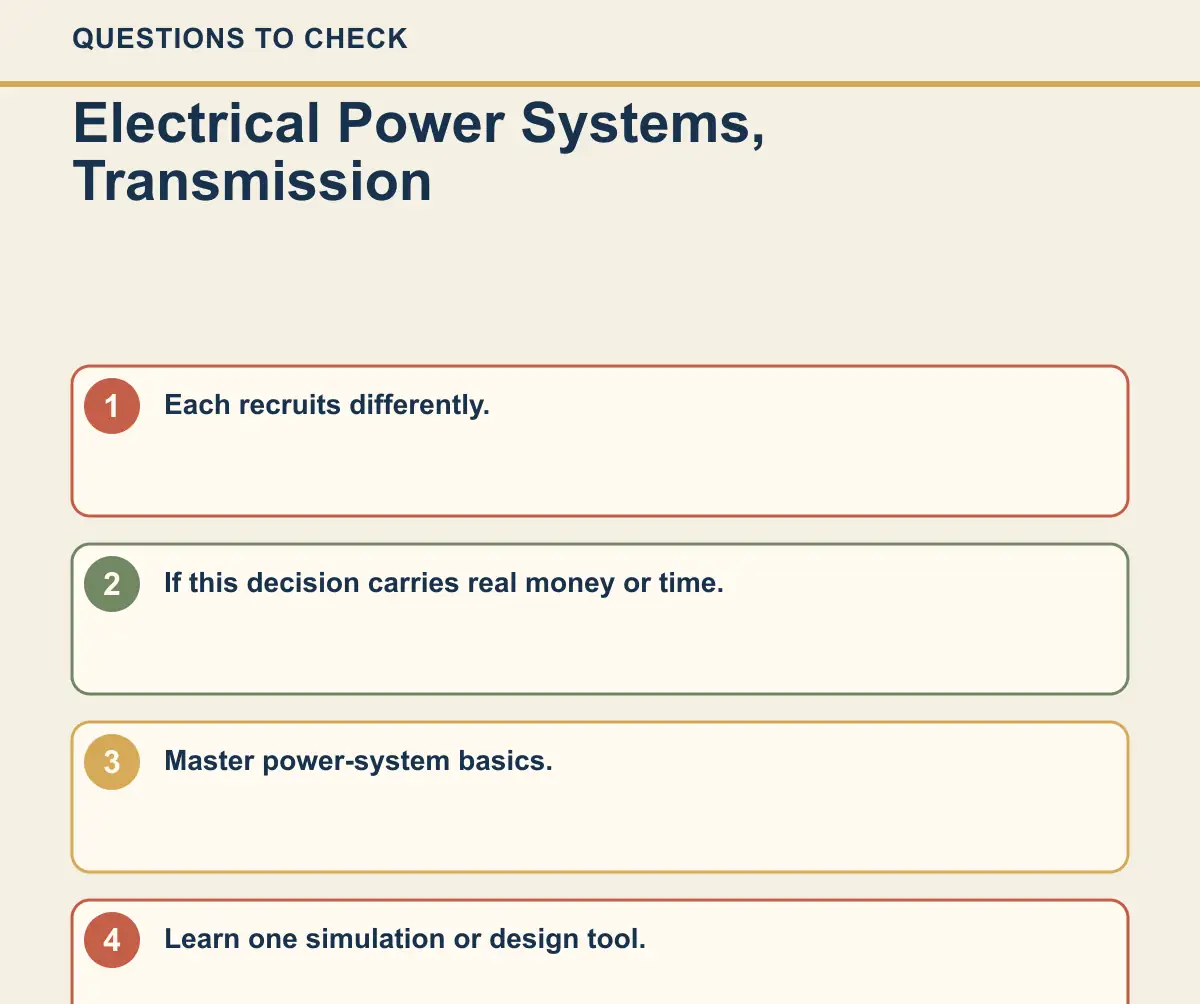 QUESTIONS TO CHECK
Electrical Power Systems,
Transmission
1
Each recruits differently.
2
If this decision carries real money or time.
3
Master power-system basics.
4
Learn one simulation or design tool.